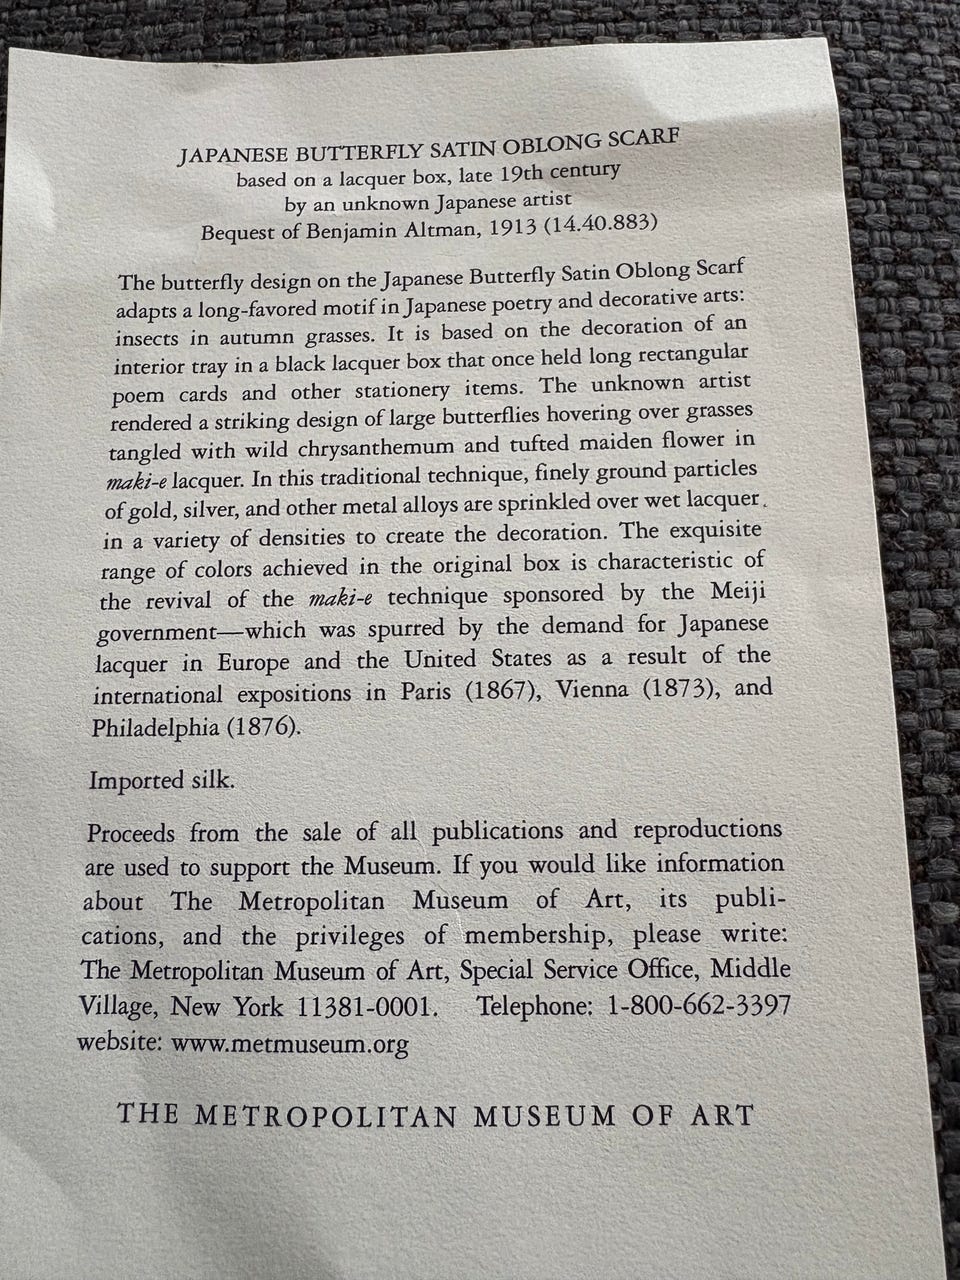 JAPANESE BUTTERFLY SATIN OBLONG SCARF
based on a lacquer box, late 19th century
by an unknown Japanese artist
Bequest of Benjamin Altman, 1913 (14.40.883)
The butterfly design on the Japanese Butterfly Satin Oblong Scarf
adapts a long-favored motif in Japanese poetry and decorative arts:
insects in autumn grasses. It is based on the decoration of an
interior tray in a black lacquer box that once held long rectangular
poem cards and other stationery items. The unknown artist
rendered a striking design of large butterflies hovering over grasses
tangled with wild chrysanthemum and tufted maiden flower in
maki-e lacquer. In this traditional technique, finely ground particles
of gold, silver, and other metal alloys are sprinkled over wet lacquer
in a variety of densities to create the decoration. The exquisite
range of colors achieved in the original box is characteristic of
the revival of the maki-e technique sponsored by the Meiji
government—which was spurred by the demand for Japanese
lacquer in Europe and the United States as a result of the
international expositions in Paris (1867), Vienna (1873), and
Philadelphia (1876).
Imported silk.
Proceeds from the sale of all publications and reproductions
are used to support the Museum. If you would like information
about The Metropolitan Museum of Art, its publi-
cations, and the privileges of membership, please write:
The Metropolitan Museum of Art, Special Service Office, Middle
Village, New York 11381-0001. Telephone: 1-800-662-3397
website: www.metmuseum.org
THE METROPOLITAN MUSEUM OF ART